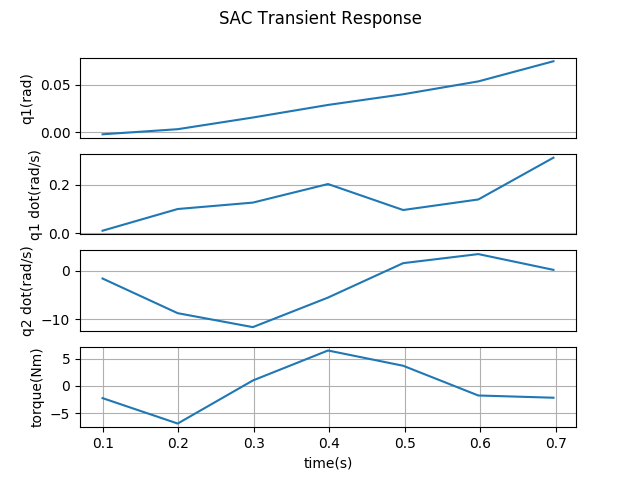 SAC Transient Response
q1(rad)
0.05
0.00
q1 dot(rad/s)
0.2
0.0
q2 dot(rad/s)
0
−10
torque(Nm)
5
0
−5
0.1 0.2 0.3 0.4 0.5 0.6 0.7
time(s)